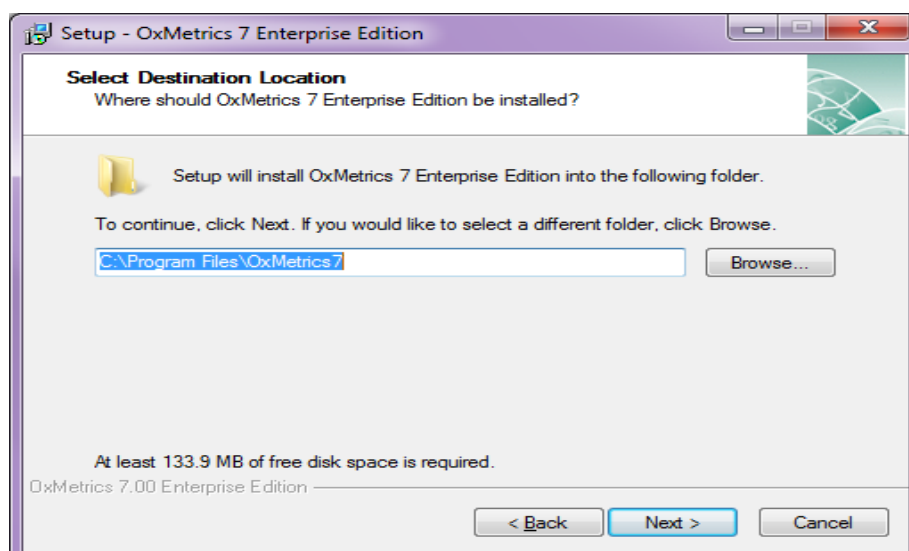 Setup - OxMetrics 7 Enterprise Edition
Select Destination Location
Where should OxMetrics 7 Enterprise Edition be installed?
Setup will install OxMetrics 7 Enterprise Edition into the following folder.
To continue, click Next. If you would like to select a different folder, click Browse.
C:\Program Files\OxMetrics7
Browse...
At least 133.9 MB of free disk space is required.
OxMetrics 7.00 Enterprise Edition
< Back
Next >
Cancel